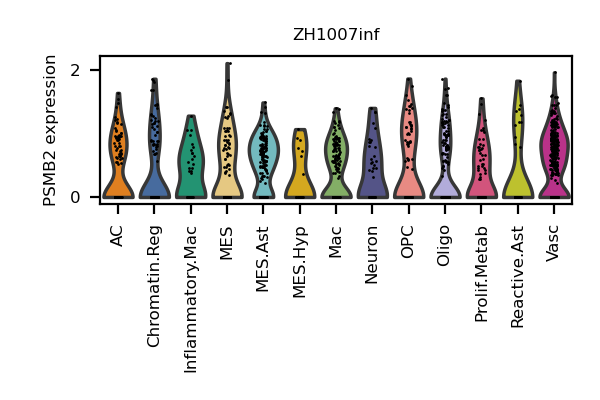 ZH1007inf
PSMB2 expression
2
0
AC
Chromatin.Reg
Inflammatory.Mac
MES
MES.Ast
MES.Hyp
Mac
Neuron
OPC
Oligo
Prolif.Metab
Reactive.Ast
Vasc